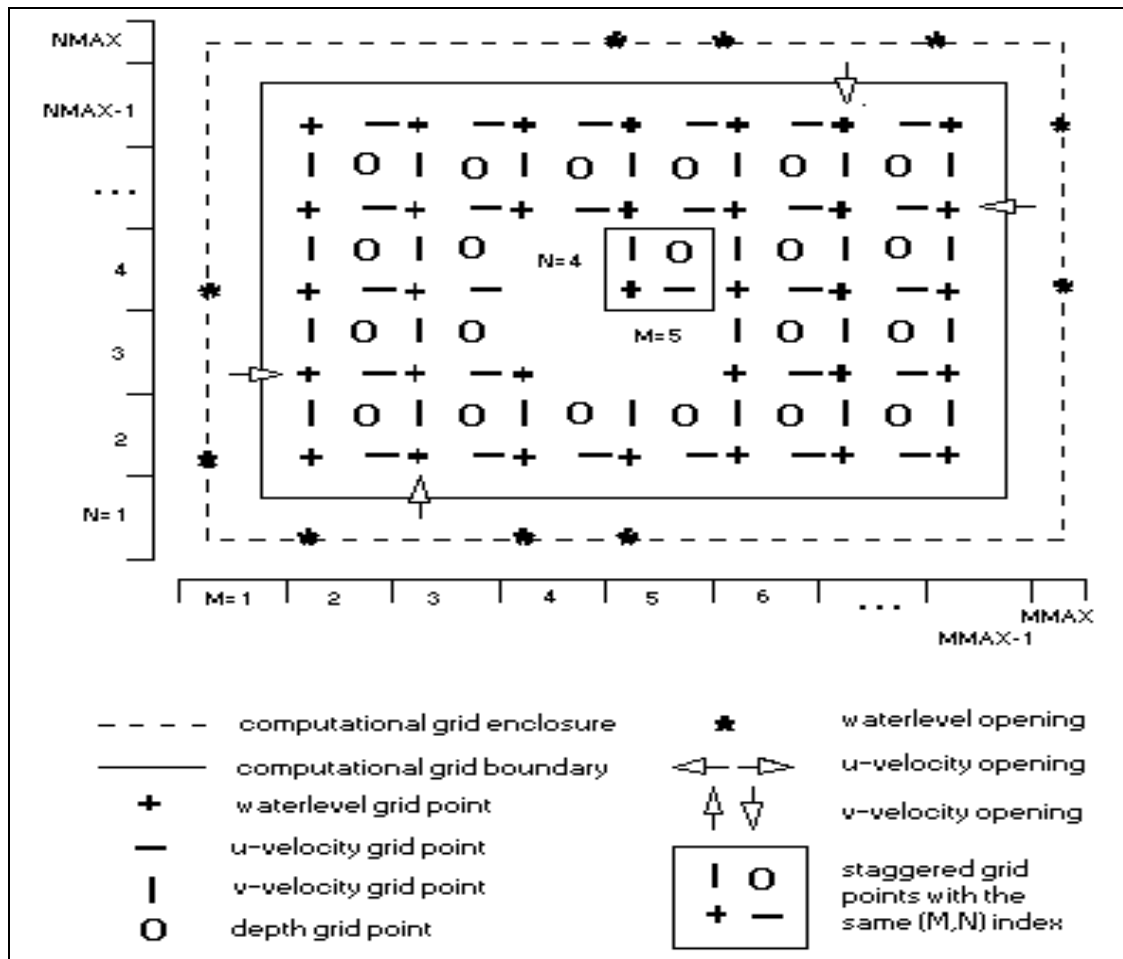 NMAX
NMAX-1
...
4
3
2
N=1
N=4
M=5
M=1 2 3 4 5 6 ... MMAX-1 MMAX
computational grid enclosure
computational grid boundary
waterlevel grid point
u-velocity grid point
v-velocity grid point
depth grid point
waterlevel opening
u-velocity opening
v-velocity opening
staggered grid
points with the
same (M,N) index